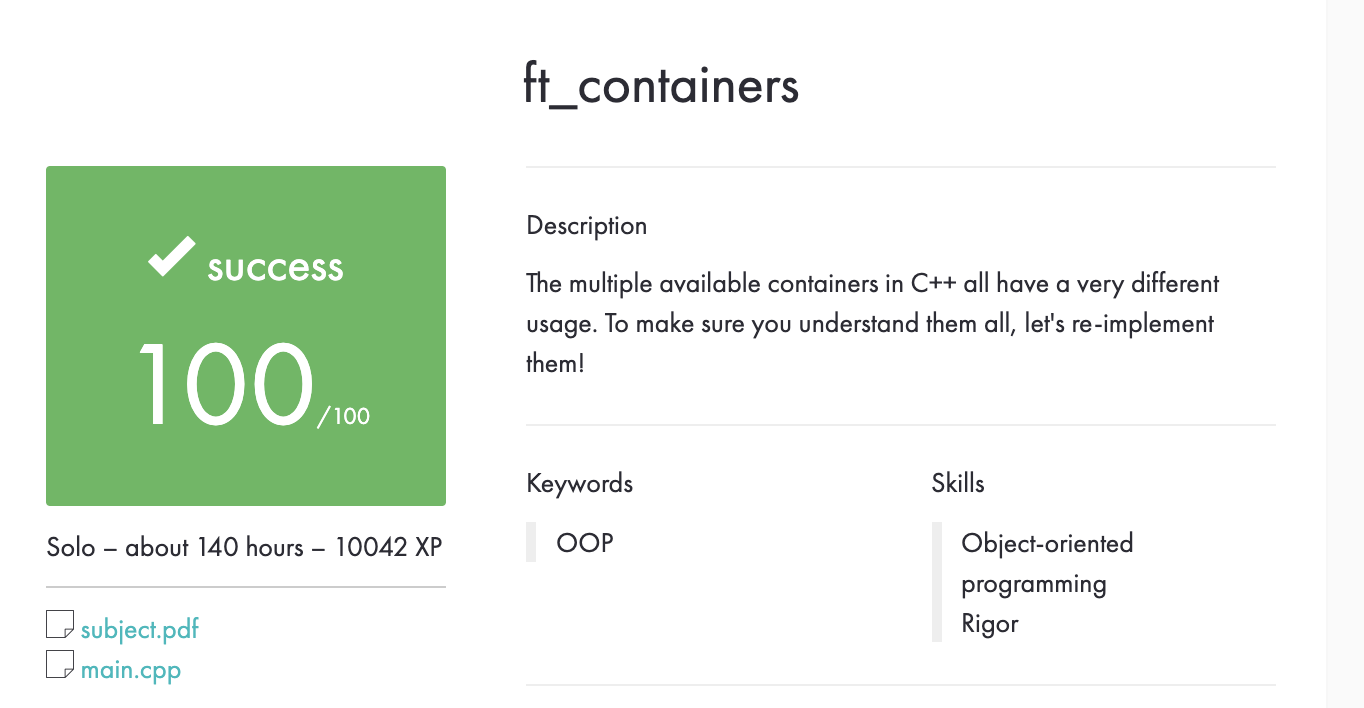 ft_containers
success
100/100
Solo – about 140 hours – 10042 XP
subject.pdf
main.cpp
Description
The multiple available containers in C++ all have a very different
usage. To make sure you understand them all, let's re-implement
them!
Keywords
OOP
Skills
Object-oriented
programming
Rigor